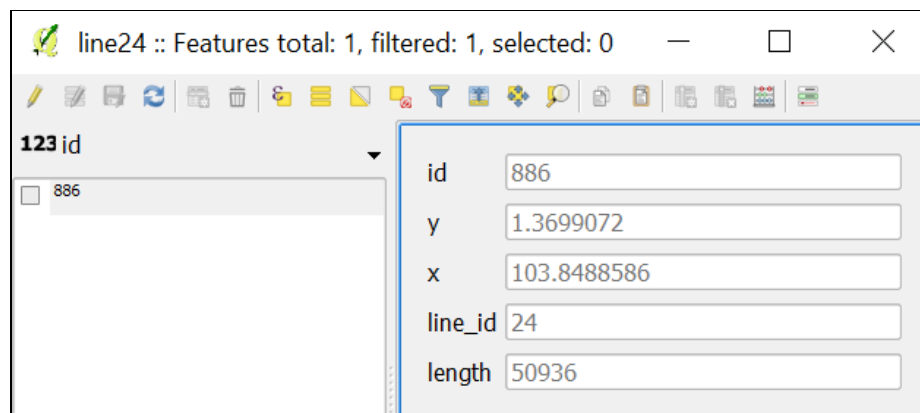 line24 :: Features total: 1, filtered: 1, selected: 0
123 id
886
id 886
y 1.3699072
x 103.8488586
line_id 24
length 50936